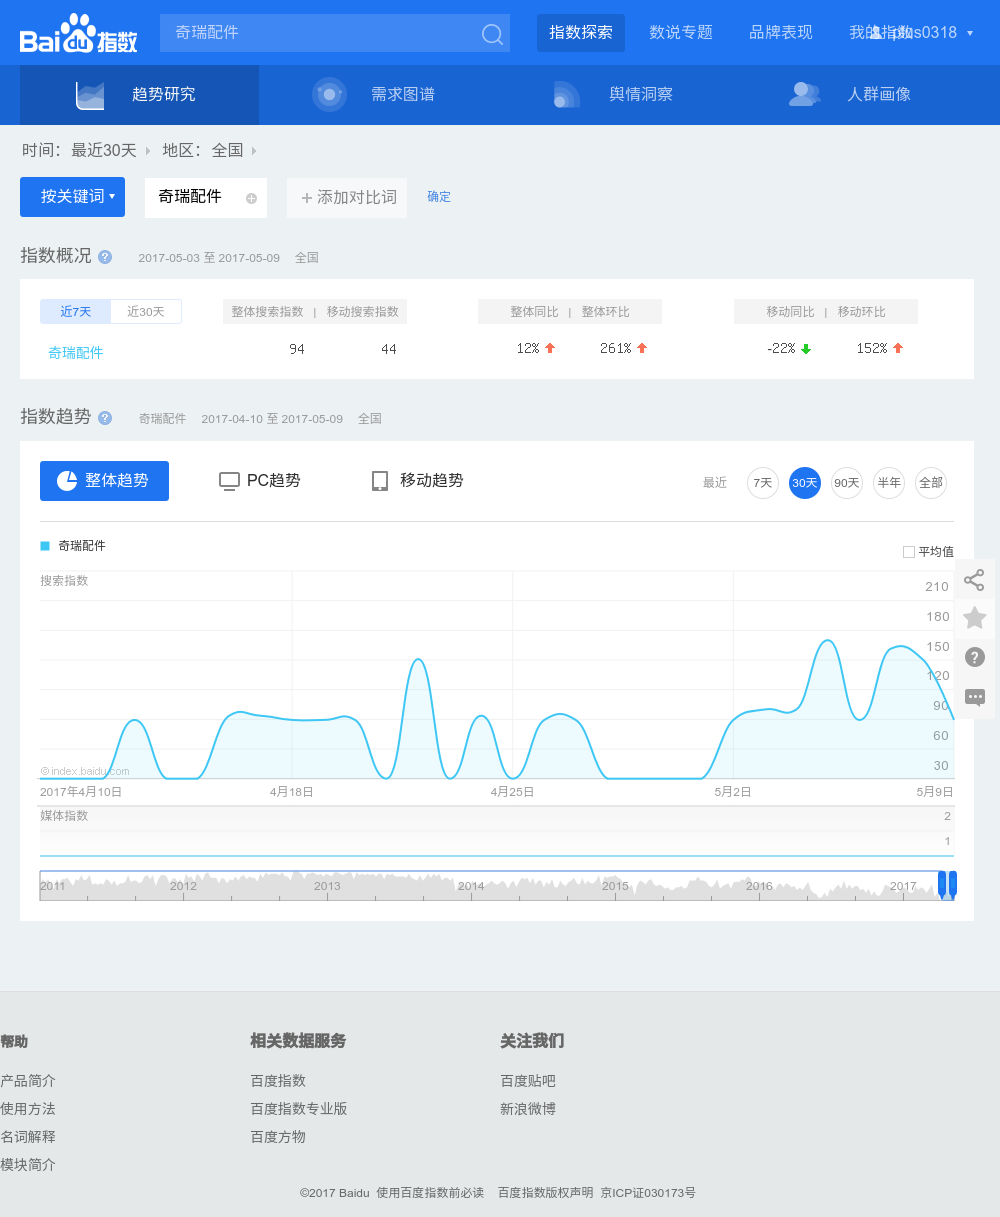 Bai du 指数 奇瑞配件 指数探索 数说专题 品牌表现 我的指数 plus0318
趋势研究 需求图谱 舆情洞察 人群画像
时间: 最近30天 地区: 全国
按关键词 奇瑞配件 + 添加对比词 确定
指数概况 ? 2017-05-03 至 2017-05-09 全国
近7天 近30天 整体搜索指数 | 移动搜索指数 整体同比 | 整体环比 移动同比 | 移动环比
奇瑞配件 94 44 12% 261% -22% 152%
指数趋势 ? 奇瑞配件 2017-04-10 至 2017-05-09 全国
整体趋势 PC趋势 移动趋势 最近 7天 30天 90天 半年 全部
奇瑞配件
平均值
搜索指数
210
180
150
120
90
60
30
©index.baidu.com
2017年4月10日 4月18日 4月25日 5月2日 5月9日
媒体指数 2
1
2011 2012 2013 2014 2015 2016 2017
帮助 相关数据服务 关注我们
产品简介 百度指数 百度贴吧
使用方法 百度指数专业版 新浪微博
名词解释 百度方物
模块简介
©2017 Baidu 使用百度指数前必读 百度指数版权声明 京ICP证030173号